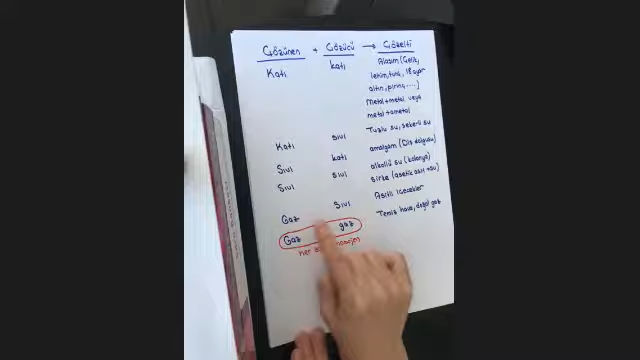 Çözünen + Çözücü → Çözelti
Katı katı Alaşım (Çelik,
lehim, tunç, 18 ayar
altın, pirinç, ....)
Metal + metal veya
metal + ametal
Katı sıvı Tuzlu su, şekerli su
Sıvı katı amalgam (Diş dolgusu)
Sıvı sıvı alkollü su (kolonya)
sirke (asetik asit + su)
Gaz Sıvı Asitli içecekler
Gaz gaz Temiz hava, doğal gaz
her homojen